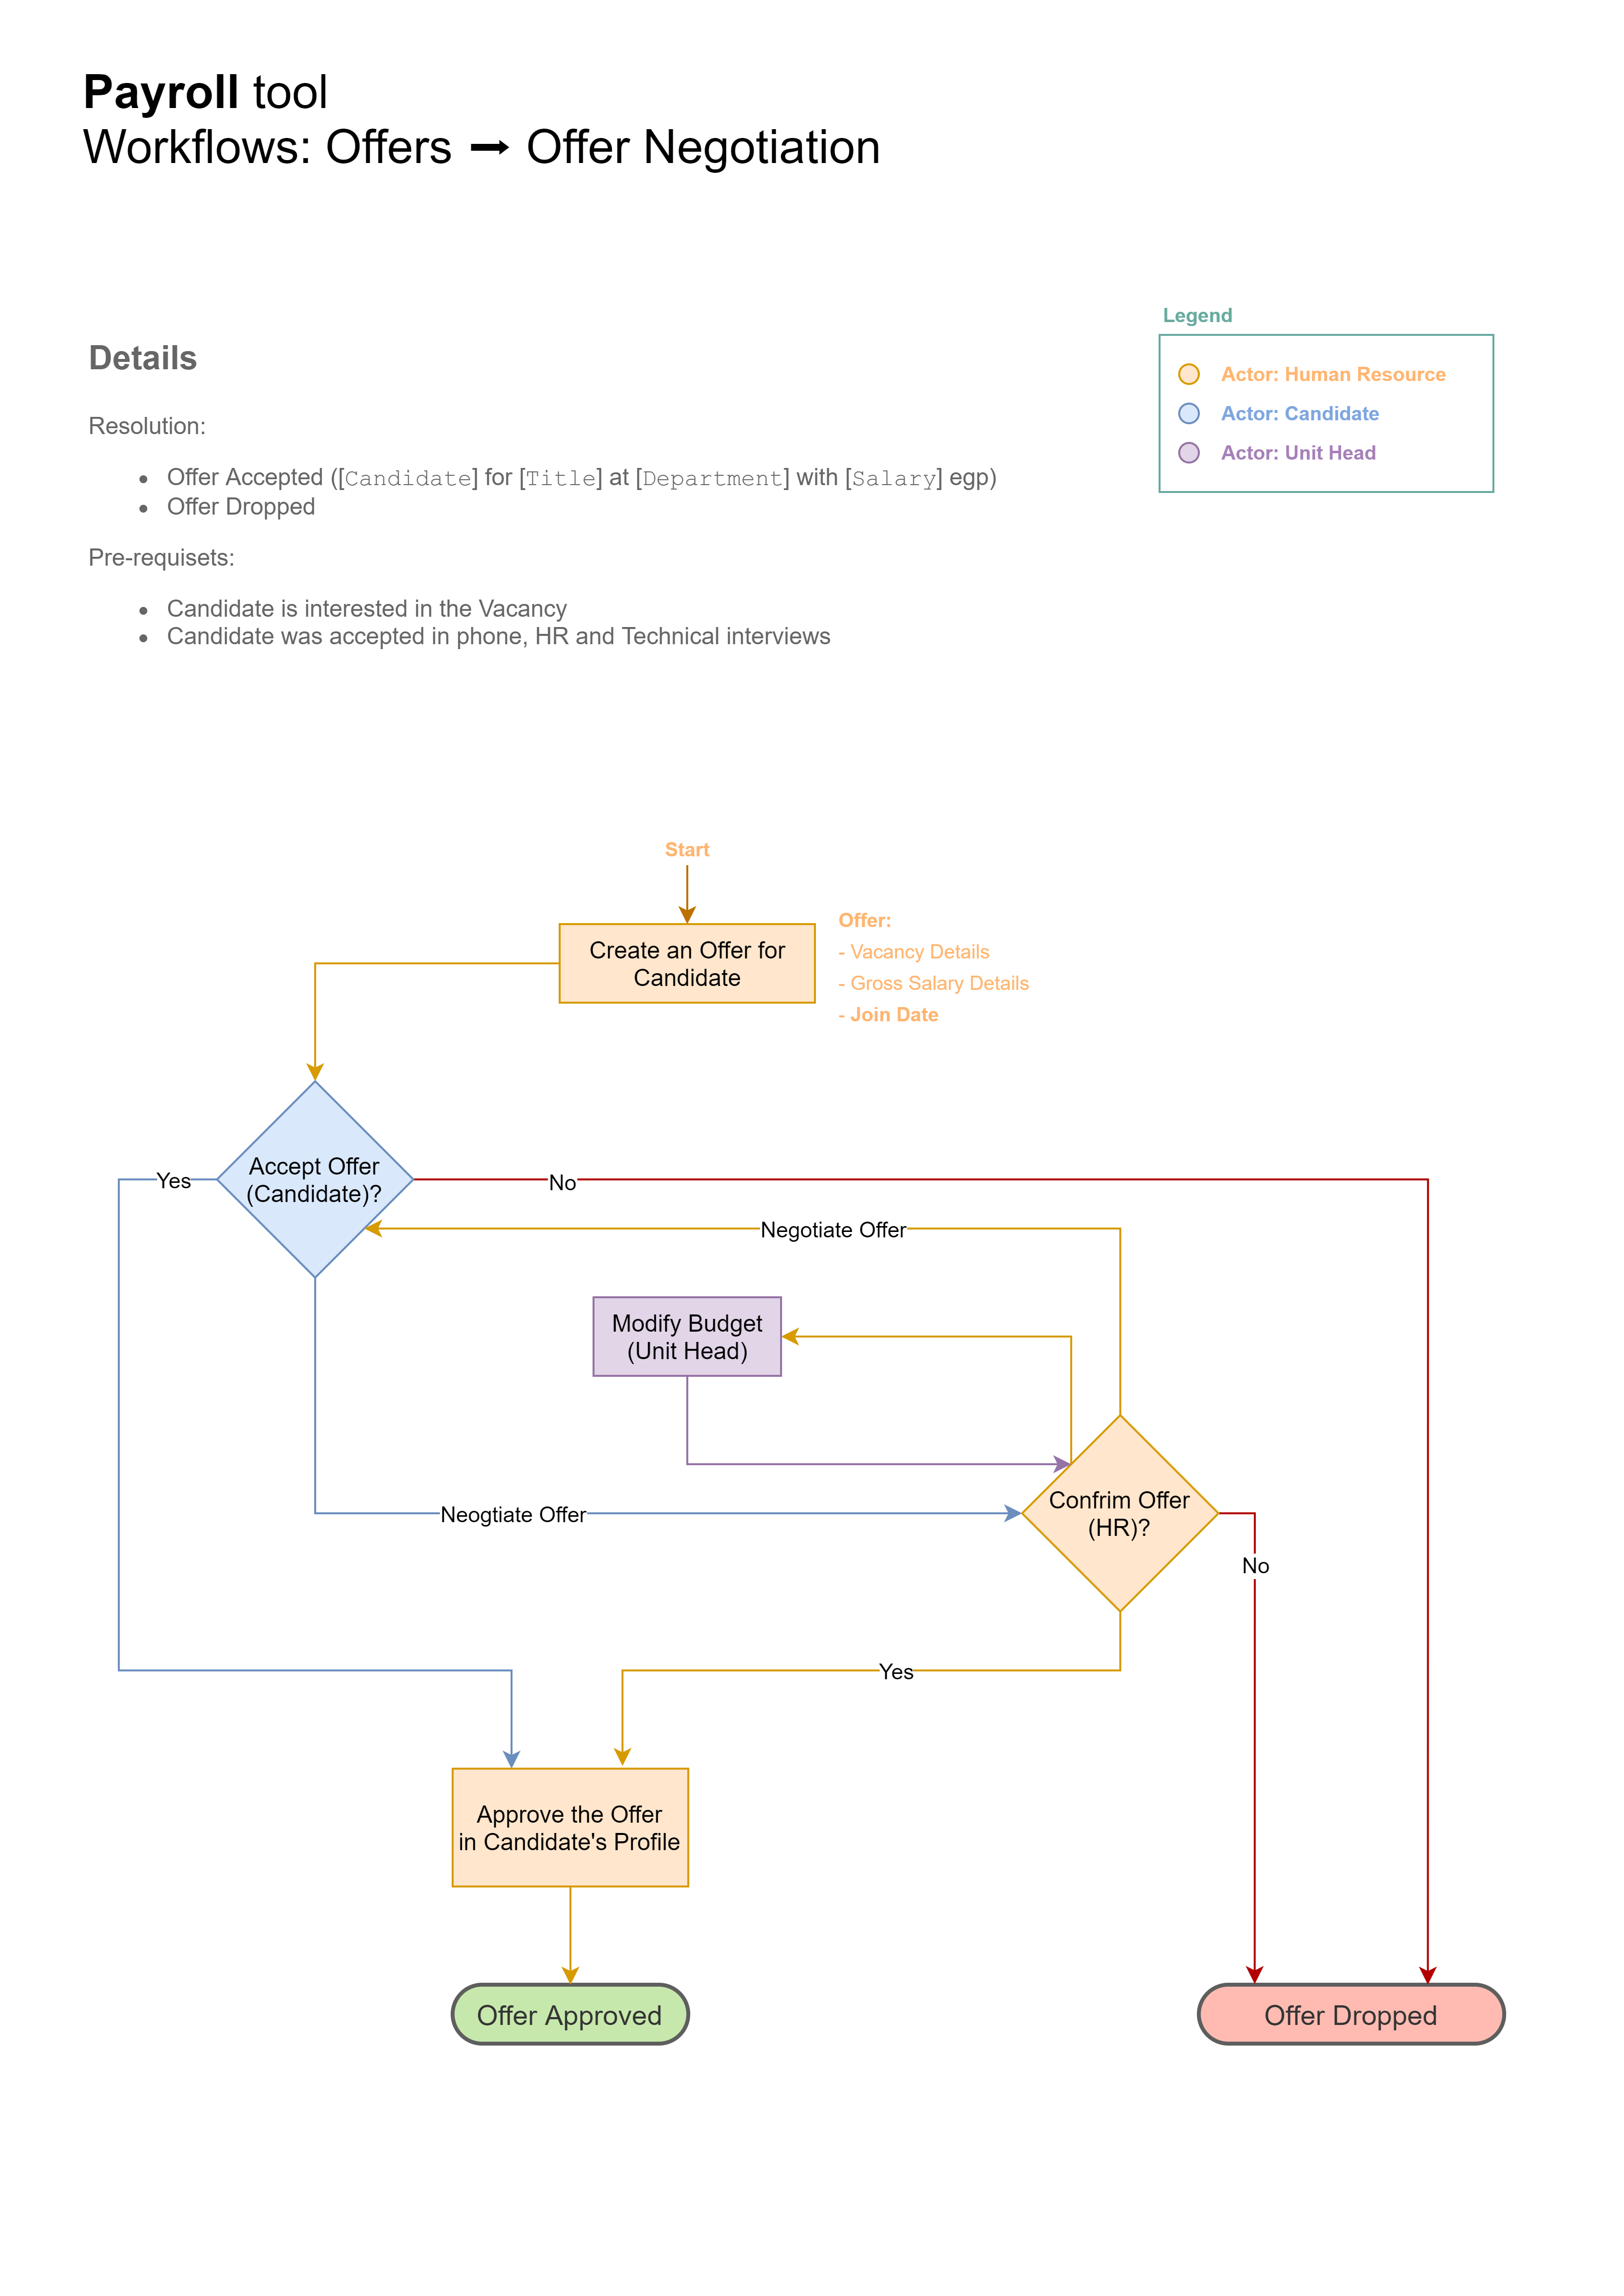 Payroll tool
Workflows: Offers → Offer Negotiation
Legend
Actor: Human Resource
Actor: Candidate
Actor: Unit Head
Details
Resolution:
• Offer Accepted ([Candidate] for [Title] at [Department] with [Salary] egp)
• Offer Dropped
Pre-requisets:
• Candidate is interested in the Vacancy
• Candidate was accepted in phone, HR and Technical interviews
Start
Create an Offer for
Candidate
Offer:
- Vacancy Details
- Gross Salary Details
- Join Date
Accept Offer
(Candidate)?
Yes
No
Negotiate Offer
Modify Budget
(Unit Head)
Neogtiate Offer
Confrim Offer
(HR)?
No
Yes
Approve the Offer
in Candidate's Profile
Offer Approved
Offer Dropped